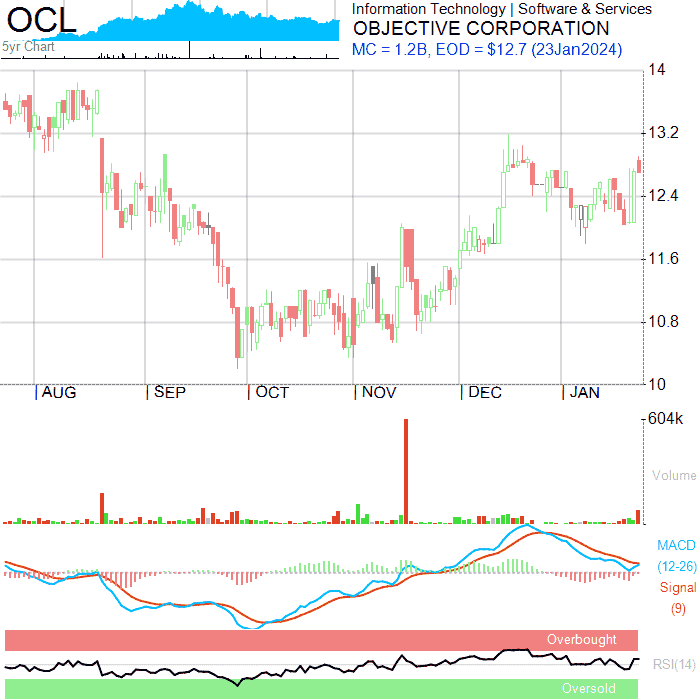 OCL
Information Technology | Software & Services
OBJECTIVE CORPORATION
5yr Chart
MC = 1.2B, EOD = $12.7 (23Jan2024)
14
13.2
12.4
11.6
10.8
10
AUG
SEP
OCT
NOV
DEC
JAN
604k
Volume
MACD
(12-26)
Signal
(9)
Overbought
RSI(14)
Oversold